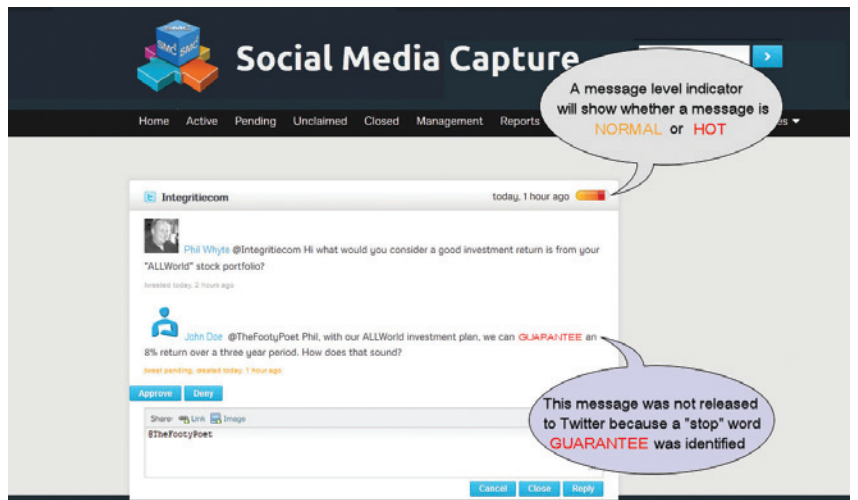 SMC
SMC SMC
Social Media Capture
A message level indicator
will show whether a message is
NORMAL or HOT
Home Active Pending Unclaimed Closed Management Reports
Integritiecom today, 1 hour ago
Phil Whyte @Integritiecom Hi what would you consider a good investment return is from your
"ALLWorld" stock portfolio?
tweeted today, 2 hours ago
John Doe @TheFootyPoet Phil, with our ALLWorld investment plan, we can GUARANTEE an
8% return over a three year period. How does that sound?
tweet pending, created today, 1 hour ago
Approve Deny
This message was not released
to Twitter because a "stop" word
GUARANTEE was identified
Share: Link Image
@TheFootyPoet
Cancel Close Reply